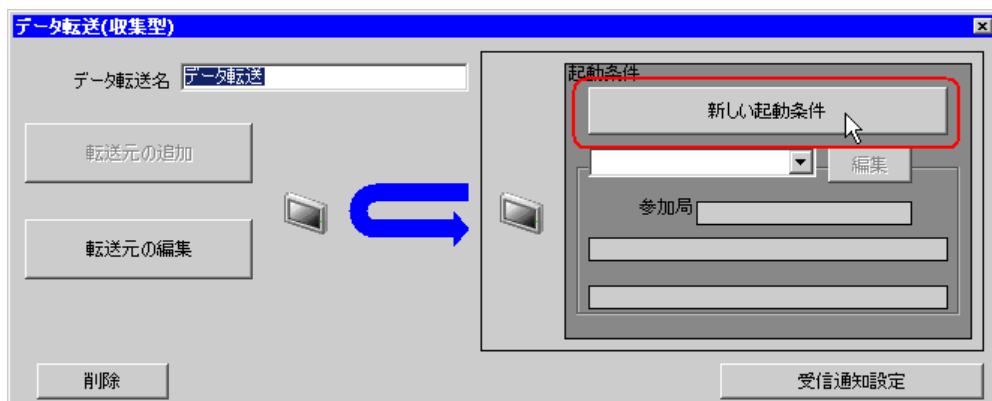 データ転送(収集型)
データ転送名 データ転送
起動条件
新しい起動条件
転送元の追加
編集
参加局
転送元の編集
削除
受信通知設定